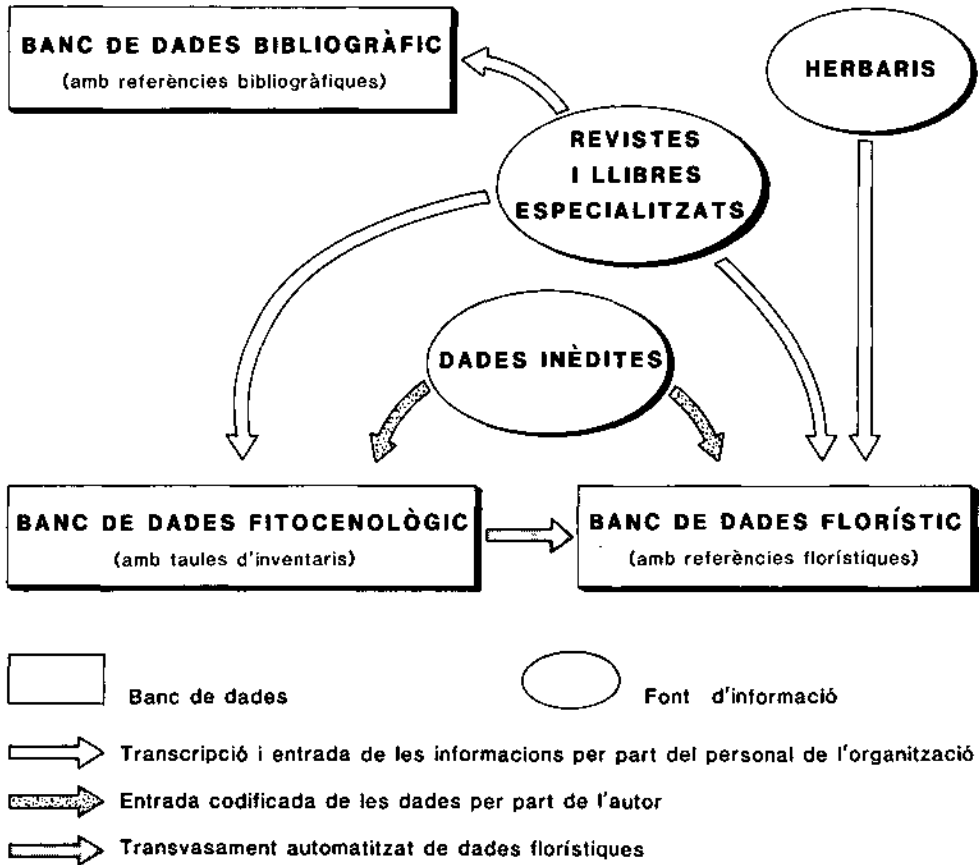 BANC DE DADES BIBLIOGRÀFIC
(amb referències bibliogràfiques)
HERBARIS
REVISTES
I LLIBRES
ESPECIALITZATS
DADES INÈDITES
BANC DE DADES FITOCENOLÒGIC
(amb taules d'inventaris)
BANC DE DADES FLORÍSTIC
(amb referències florístiques)
Banc de dades
Font d'informació
Transcripció i entrada de les informacions per part del personal de l'organització
Entrada codificada de les dades per part de l'autor
Transvasament automatitzat de dades florístiques